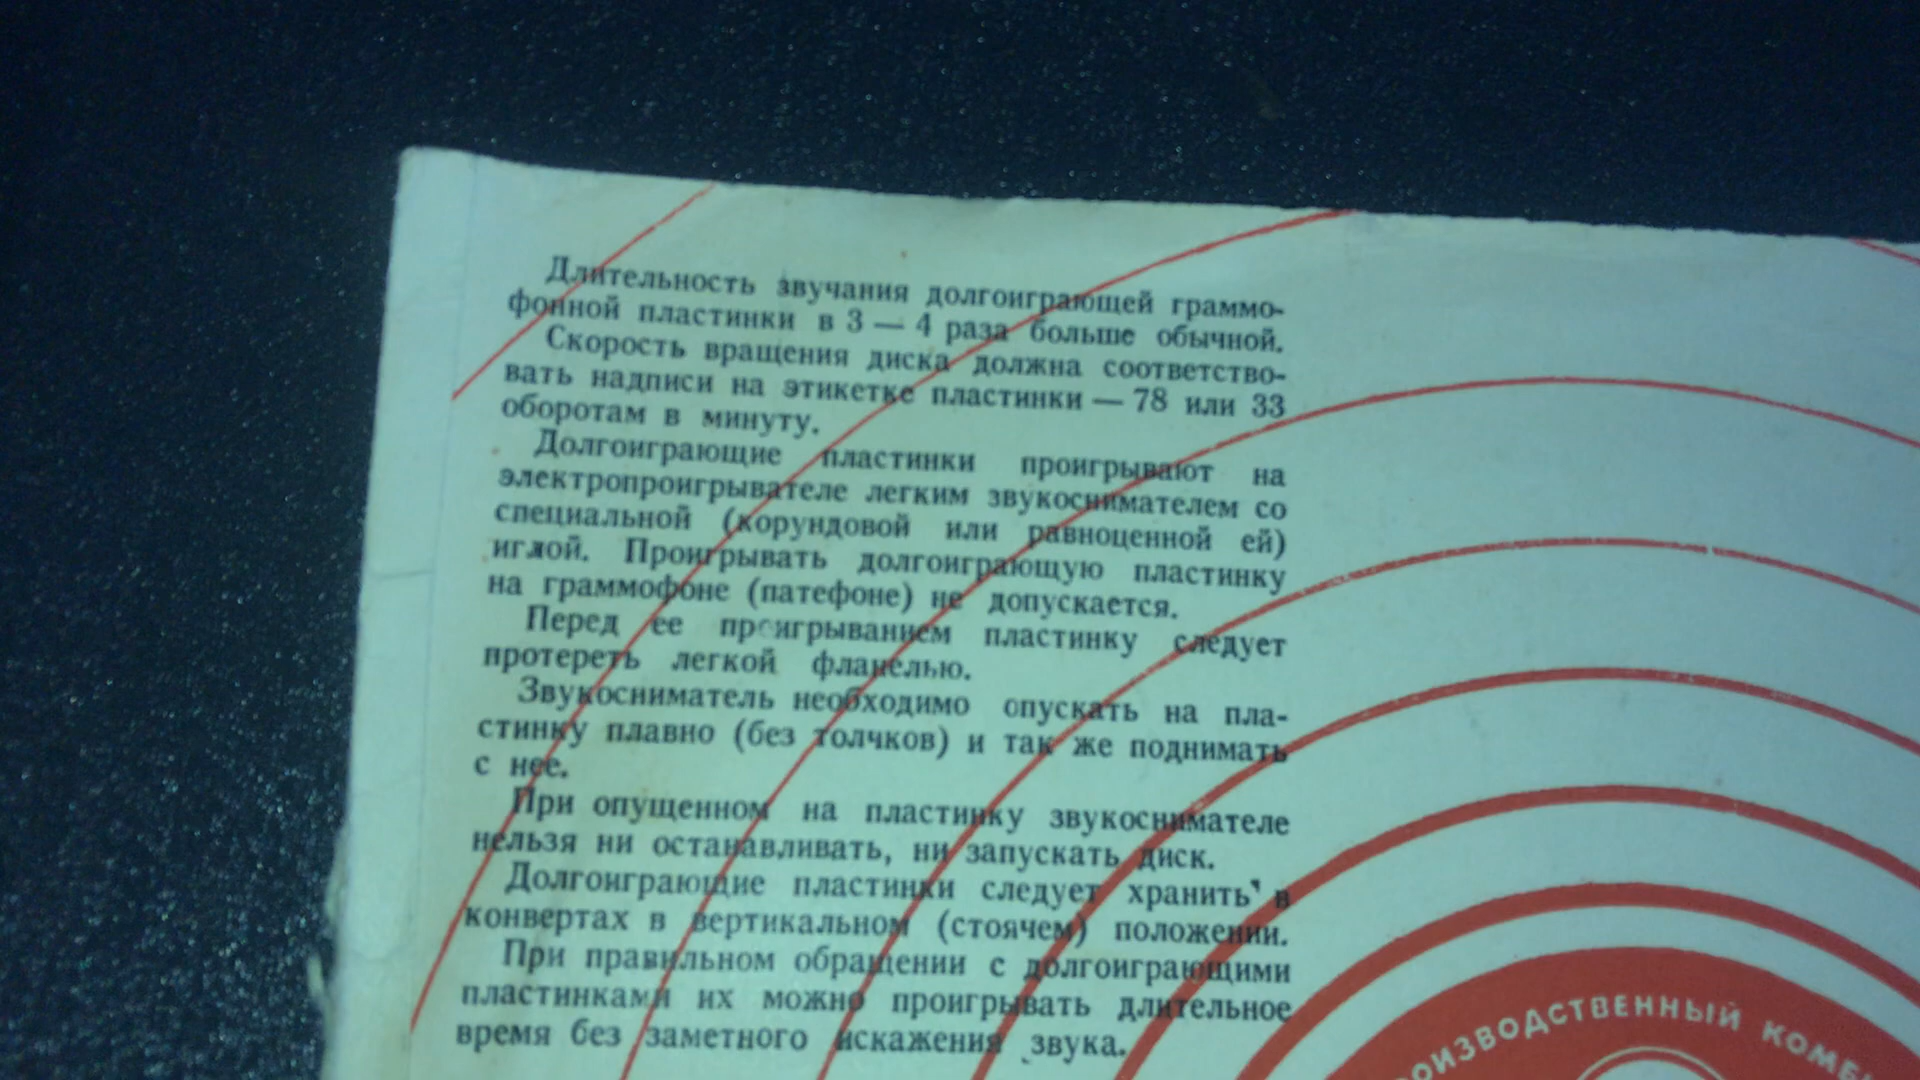 Длительность звучания долгоиграющей граммо-
фонной пластинки в 3 — 4 раза больше обычной.
Скорость вращения диска должна соответство-
вать надписи на этикетке пластинки — 78 или 33
оборотам в минуту.
Долгоиграющие пластинки проигрывают на
электропроигрывателе легким звукоснимателем со
специальной (корундовой или равноценной ей)
иглой. Проигрывать долгоиграющую пластинку
на граммофоне (патефоне) не допускается.
Перед ее проигрыванием пластинку следует
протереть легкой фланелью.
Звукосниматель необходимо опускать на пла-
стинку плавно (без толчков) и так же поднимать
с нее.
При опущенном на пластинку звукоснимателе
нельзя ни останавливать, ни запускать диск.
Долгоиграющие пластинки следует хранить в
конвертах в вертикальном (стоячем) положении.
При правильном обращении с долгоиграющими
пластинками их можно проигрывать длительное
время без заметного искажения звука.